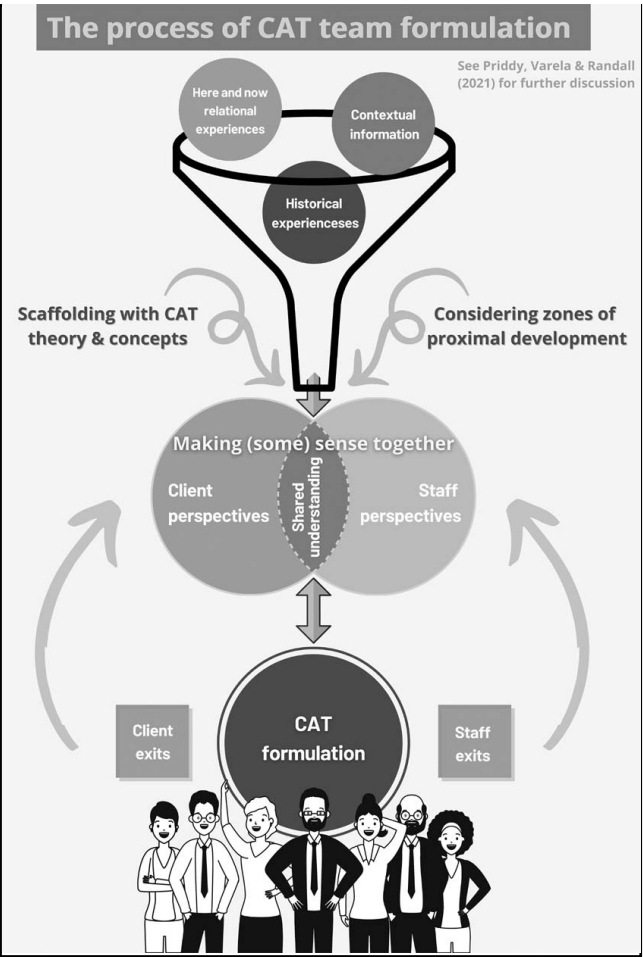 The process of CAT team formulation
See Priddy, Varela & Randall
(2021) for further discussion
Here and now
relational
experiences
Contextual
information
Historical
experienceses
Scaffolding with CAT
theory & concepts
Considering zones of
proximal development
Making (some) sense together
Client
perspectives
Shared
understanding
Staff
perspectives
CAT
formulation
Client
exits
Staff
exits